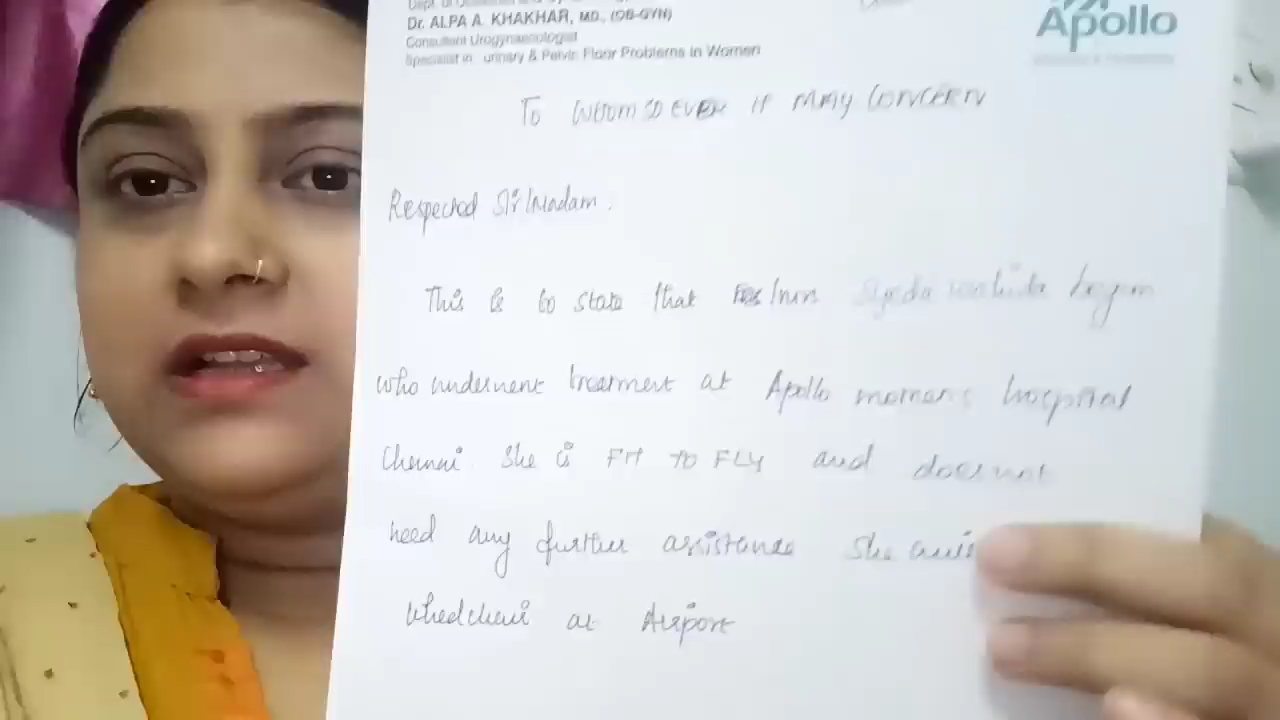 Dr. ALPA A. KHAKHAR, MD., (OB-GYN)
Consultant Urogynaecologist
Specialist in urinary & Pelvic Floor Problems in Women
Apollo
TO WHOMSOEVER IT MAY CONCERN
Respected Sir/Madam.
This is to state that Syeda begum
who underwent treatment at Apollo women's hospital
Chennai. She is FIT TO FLY and does not
need any further assistance She
wheelchair at Airport